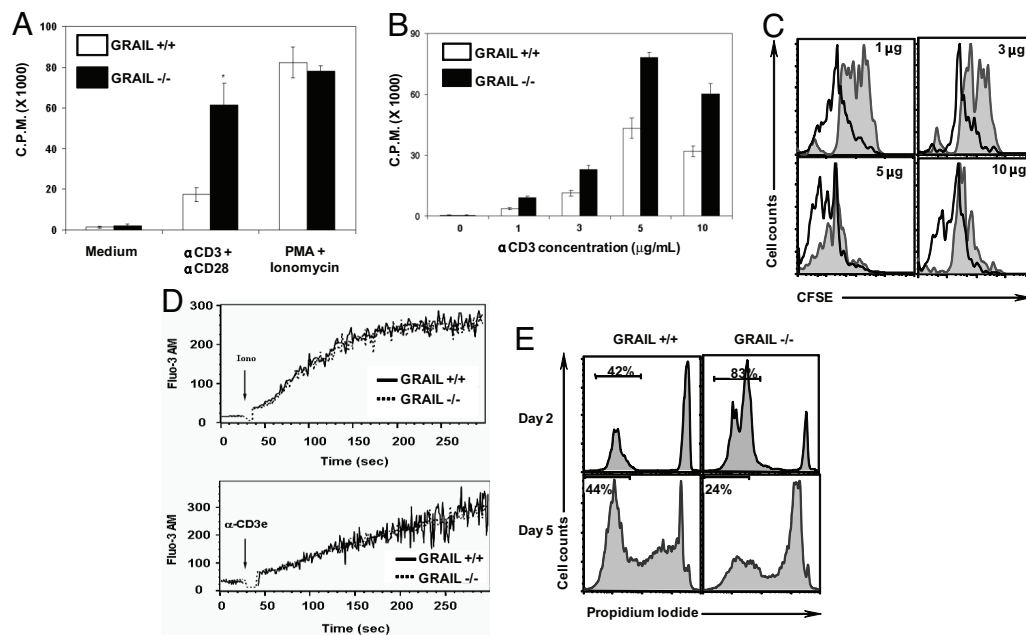 A
C.P.M. (X 1000)
100
80
60
40
20
0
GRAIL +/+
GRAIL -/-
*
Medium
αCD3 +
αCD28
PMA +
Ionomycin
B
C.P.M. (X 1000)
90
60
30
0
GRAIL +/+
GRAIL -/-
0 1 3 5 10
αCD3 concentration (μg/mL)
C
Cell counts
1 μg
3 μg
5 μg
10 μg
CFSE
D
Fluo-3 AM
300
200
100
0
Iono
GRAIL +/+
GRAIL -/-
0 50 100 150 200 250
Time (sec)
Fluo-3 AM
300
200
100
0
α-CD3e
GRAIL +/+
GRAIL -/-
0 50 100 150 200 250
Time (sec)
E
GRAIL +/+ GRAIL -/-
Cell counts
Day 2
42%
83%
Day 5
44%
24%
Propidium Iodide